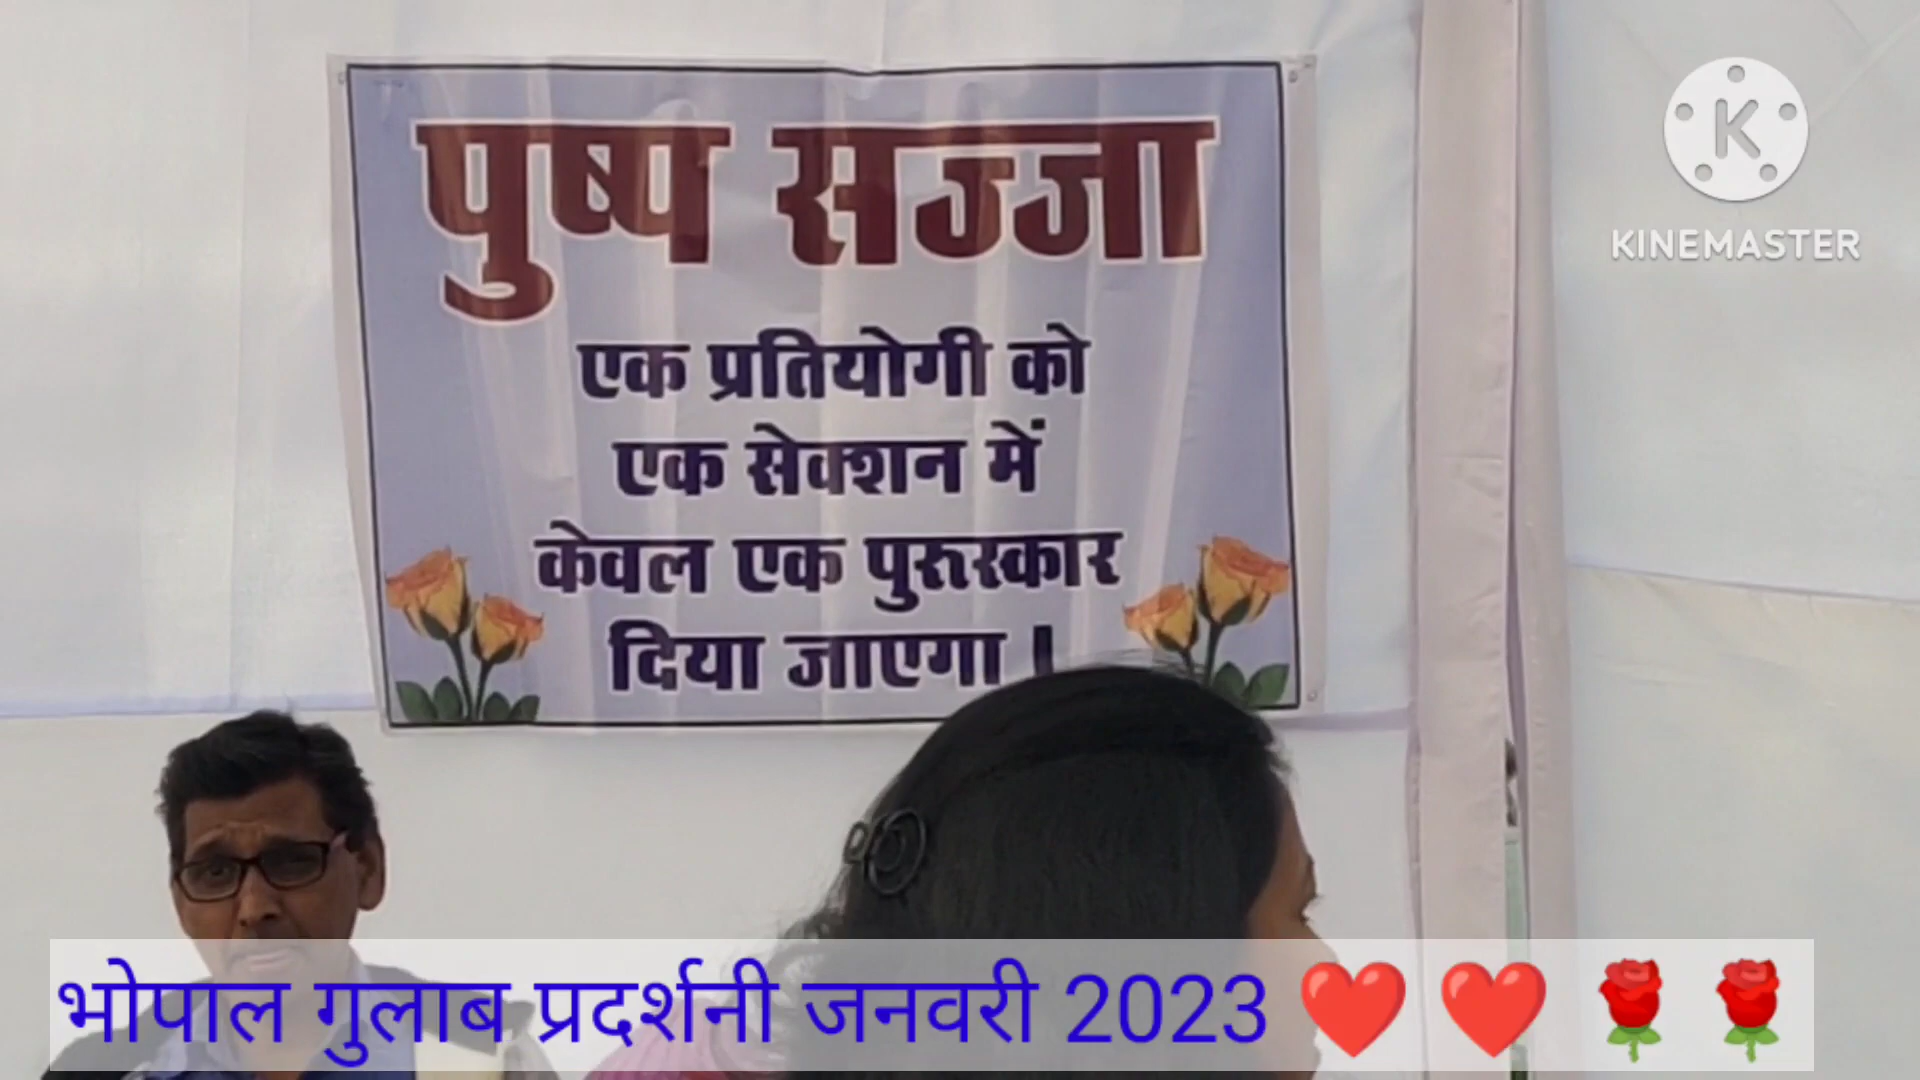 पुष्प सज्जा
एक प्रतियोगी को
एक सेक्शन में
केवल एक पुरूस्कार
दिया जाएगा ।
KINEMASTER
भोपाल गुलाब प्रदर्शनी जनवरी 2023 ❤️ ❤️ 🌹 🌹